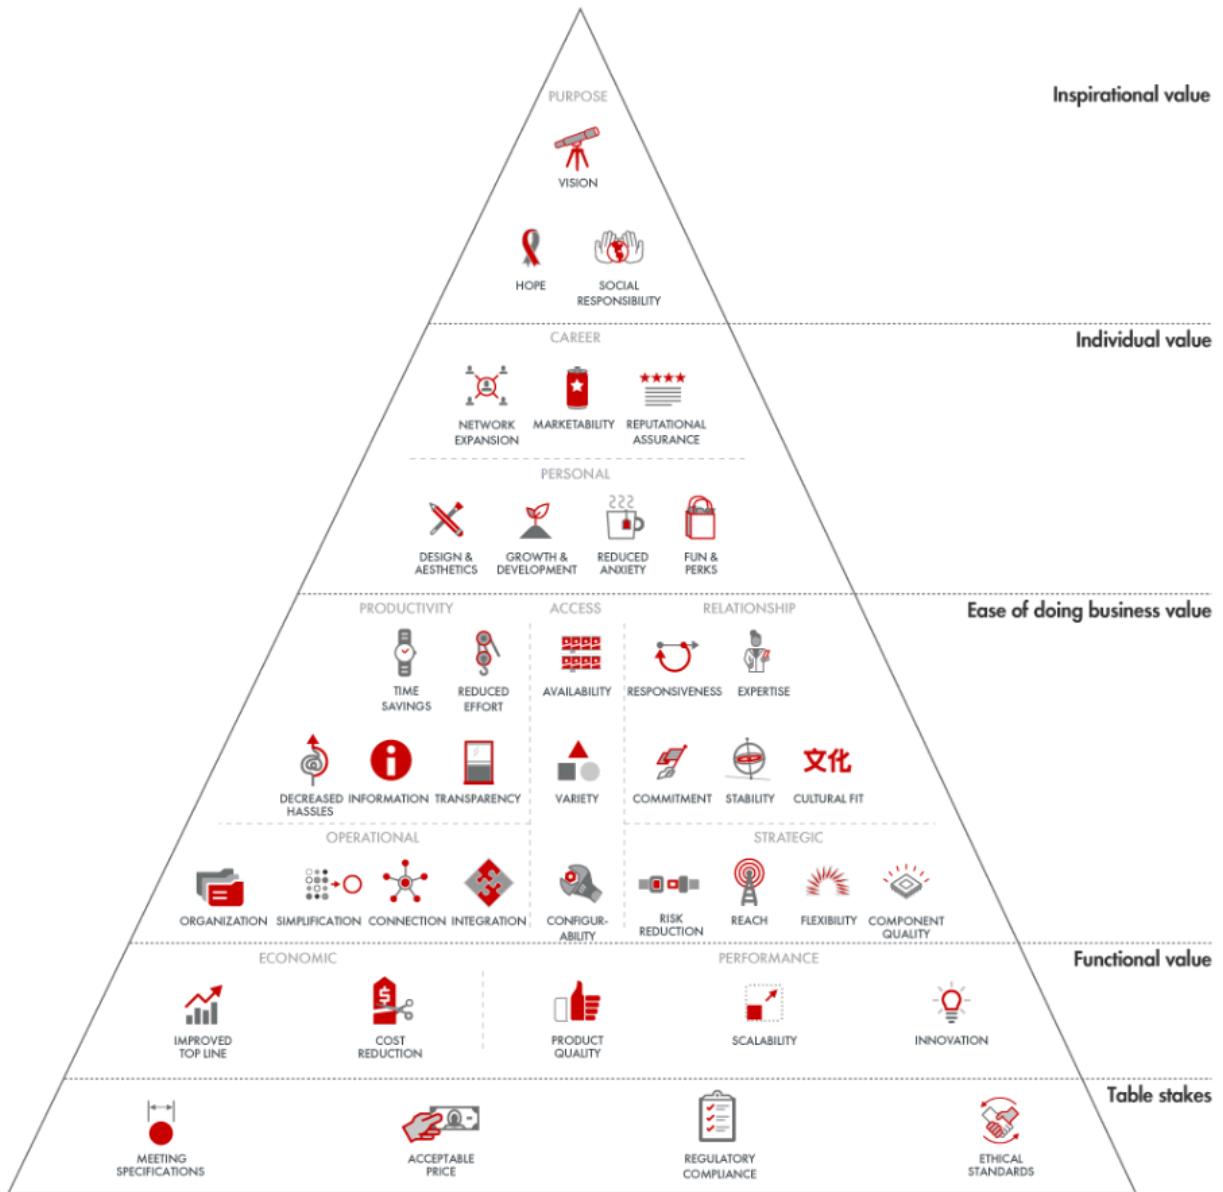 PURPOSE
Inspirational value
VISION
HOPE
SOCIAL
RESPONSIBILITY
CAREER
Individual value
NETWORK
EXPANSION
MARKETABILITY
REPUTATIONAL
ASSURANCE
PERSONAL
DESIGN &
AESTHETICS
GROWTH &
DEVELOPMENT
REDUCED
ANXIETY
FUN &
PERKS
PRODUCTIVITY
ACCESS
RELATIONSHIP
Ease of doing business value
TIME
SAVINGS
REDUCED
EFFORT
AVAILABILITY
RESPONSIVENESS
EXPERTISE
@
i
文化
DECREASED
HASSLES
INFORMATION
TRANSPARENCY
VARIETY
COMMITMENT
STABILITY
CULTURAL FIT
OPERATIONAL
STRATEGIC
ORGANIZATION
SIMPLIFICATION
CONNECTION
INTEGRATION
CONFIGUR-
ABILITY
RISK
REDUCTION
REACH
FLEXIBILITY
COMPONENT
QUALITY
ECONOMIC
PERFORMANCE
Functional value
$
IMPROVED
TOP LINE
COST
REDUCTION
PRODUCT
QUALITY
SCALABILITY
INNOVATION
Table stakes
MEETING
SPECIFICATIONS
ACCEPTABLE
PRICE
REGULATORY
COMPLIANCE
ETHICAL
STANDARDS